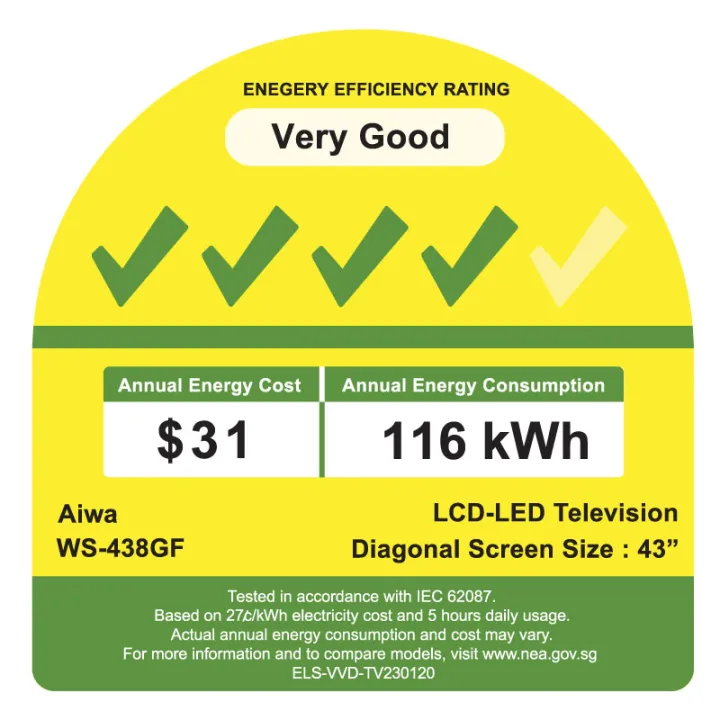 ENEGERY EFFICIENCY RATING
Very Good
Annual Energy Cost
Annual Energy Consumption
$31
116 kWh
Aiwa
LCD-LED Television
WS-438GF
Diagonal Screen Size : 43”
Tested in accordance with IEC 62087.
Based on 27¢/kWh electricity cost and 5 hours daily usage.
Actual annual energy consumption and cost may vary.
For more information and to compare models, visit www.nea.gov.sg
ELS-VVD-TV230120